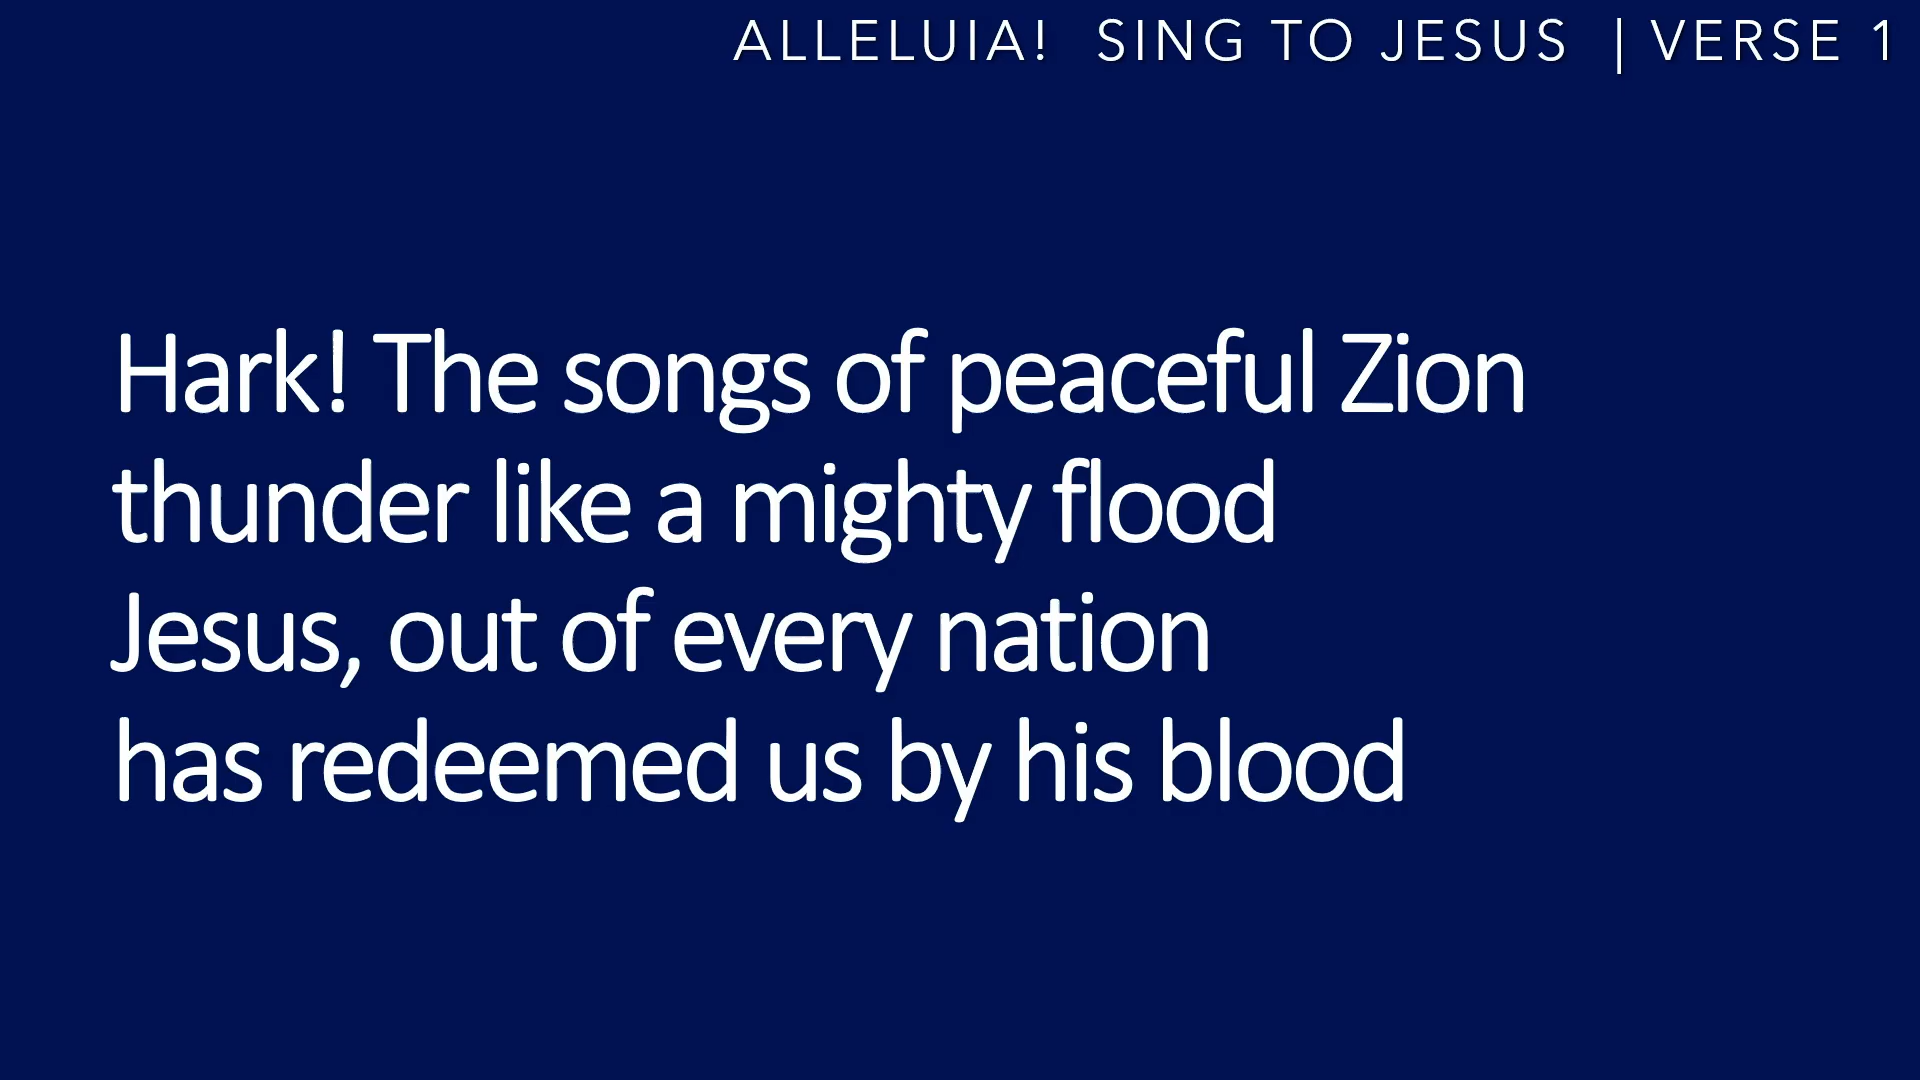 ALLELUIA! SING TO JESUS | VERSE 1
Hark! The songs of peaceful Zion
thunder like a mighty flood
Jesus, out of every nation
has redeemed us by his blood